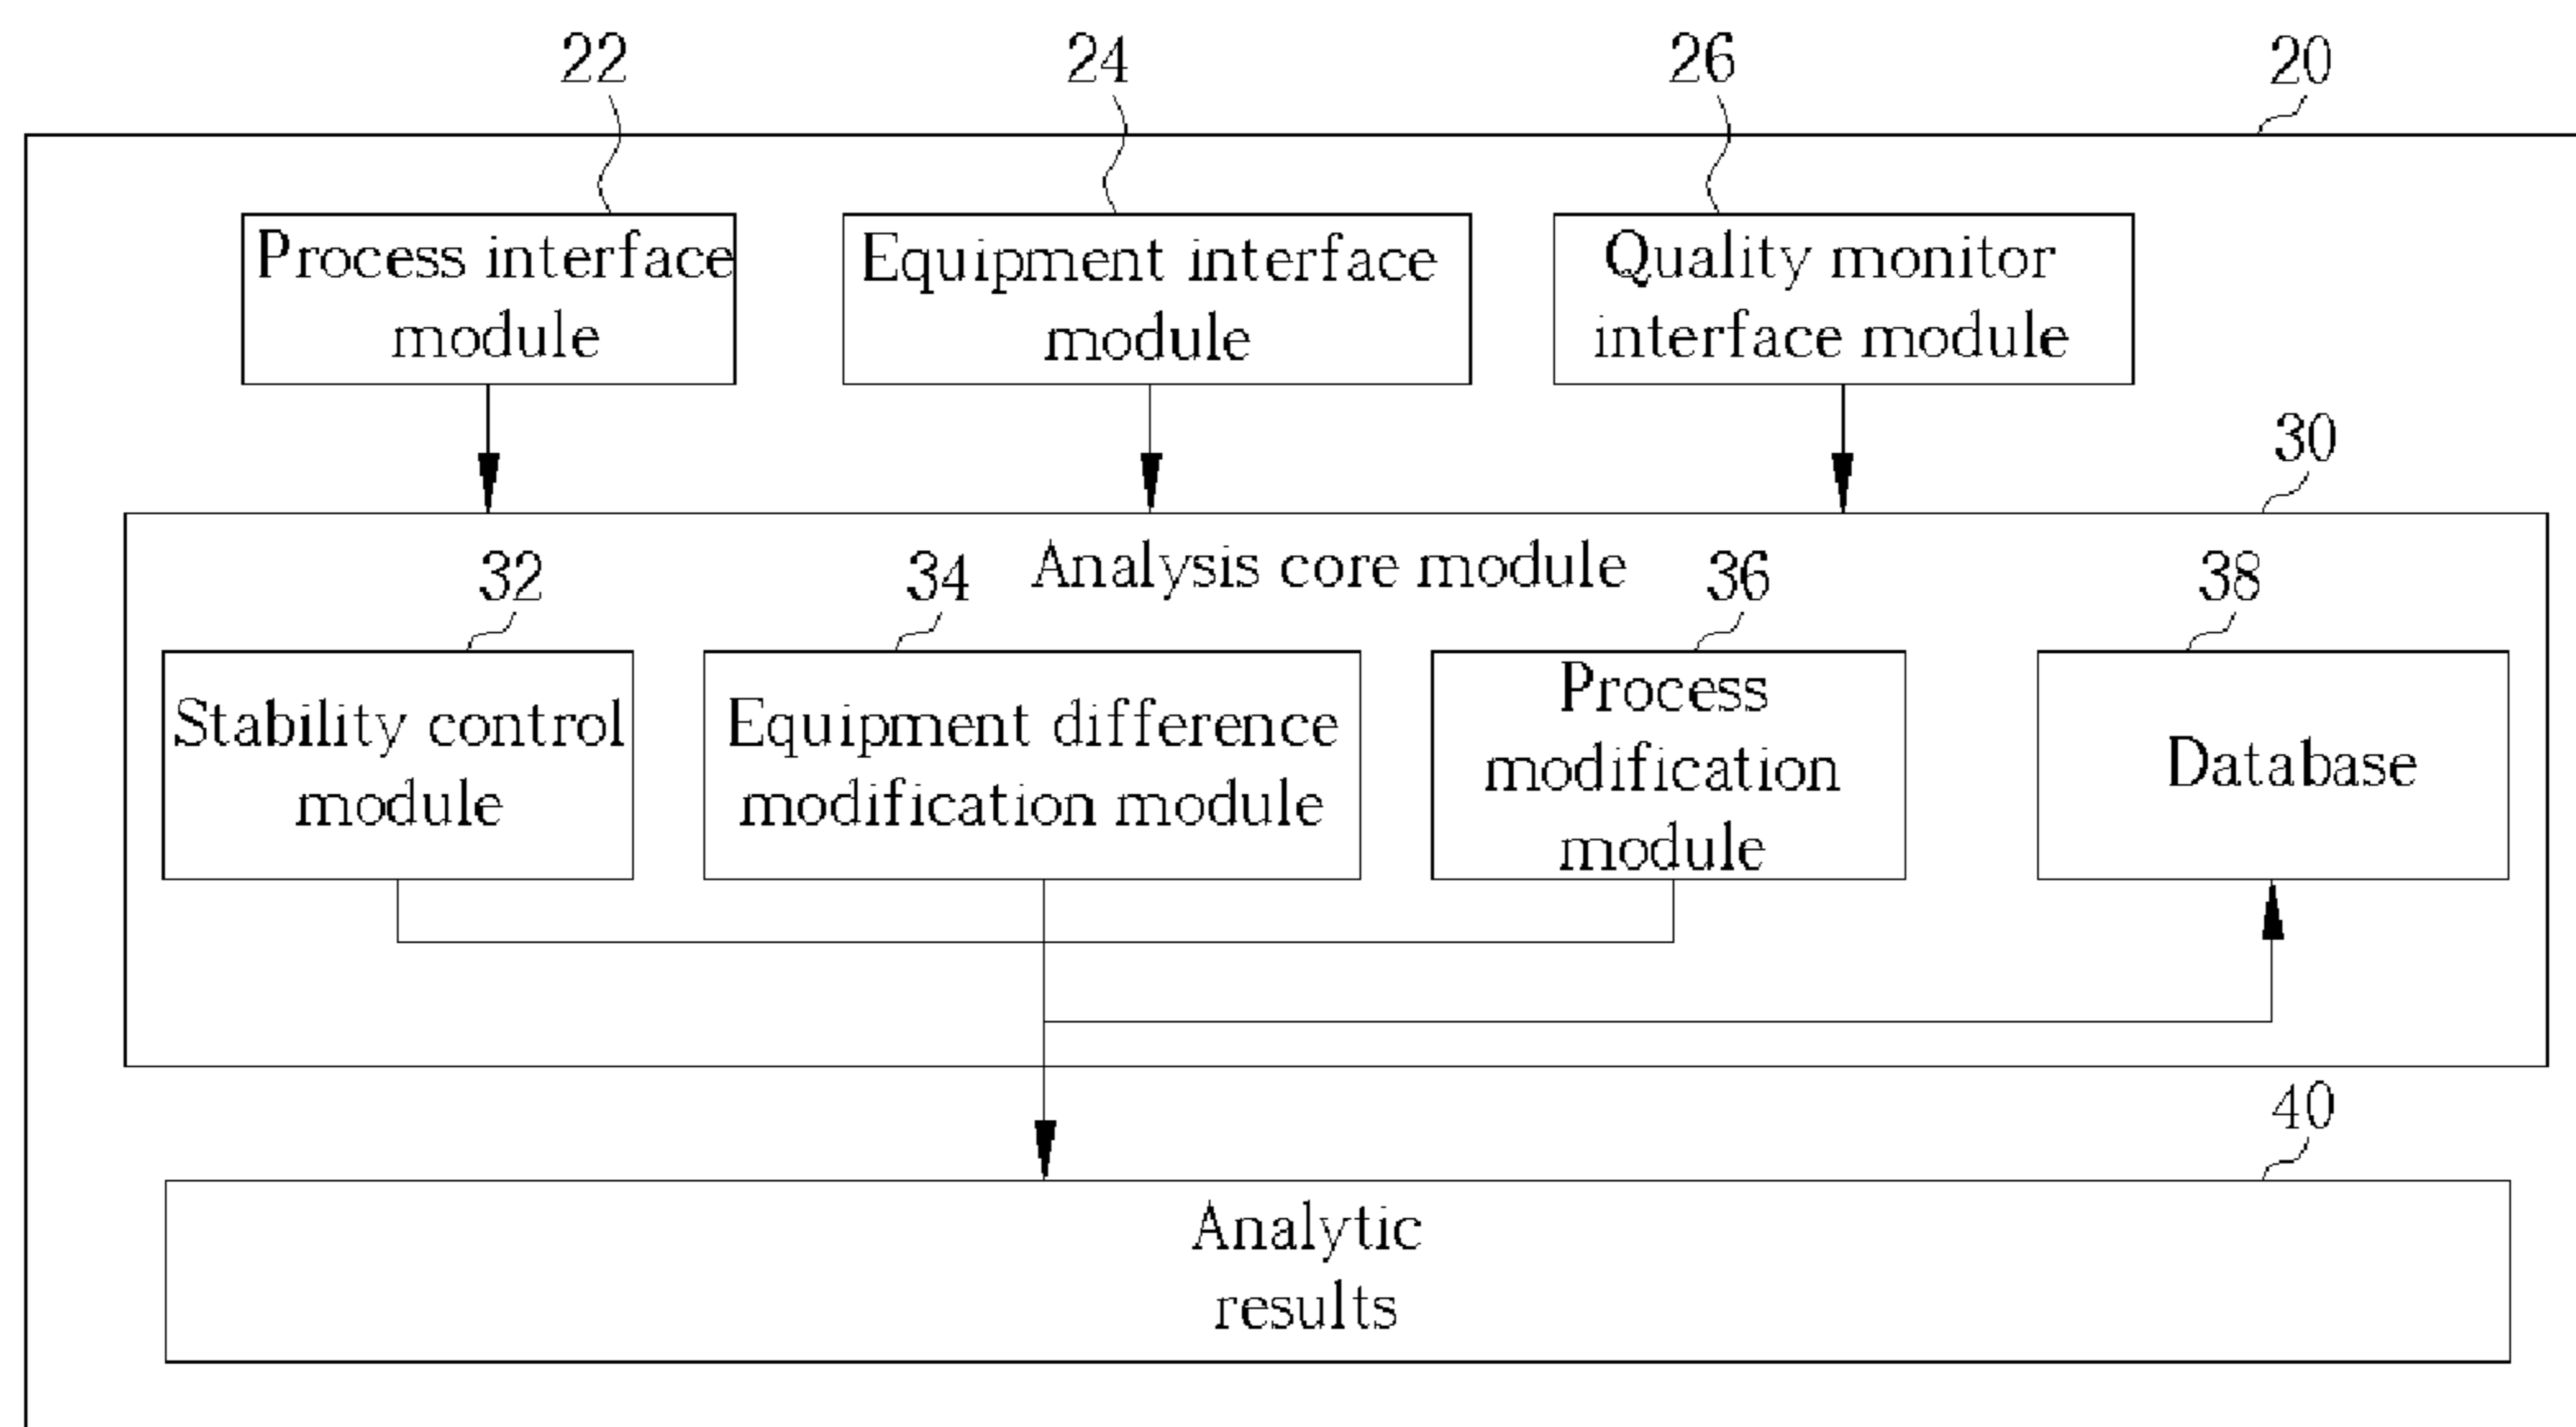 22
24
26
20
Process interface
module
Equipment interface
module
Quality monitor
interface module
30
Analysis core module
32
34
36
38
Stability control
module
Equipment difference
modification module
Process
modification
module
Database
40
Analytic
results